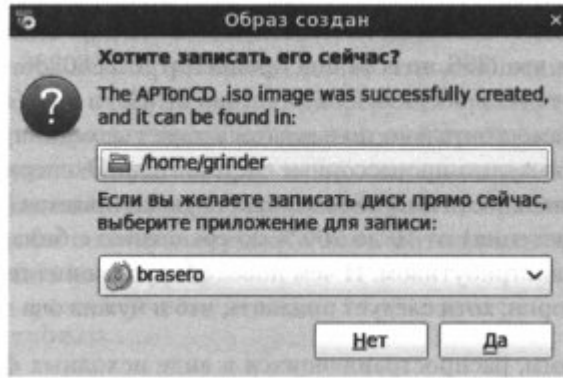 Образ создан
Хотите записать его сейчас?
The APTonCD .iso image was successfully created,
and it can be found in:
/home/grinder
Если вы желаете записать диск прямо сейчас,
выберите приложение для записи:
brasero
Нет
Да